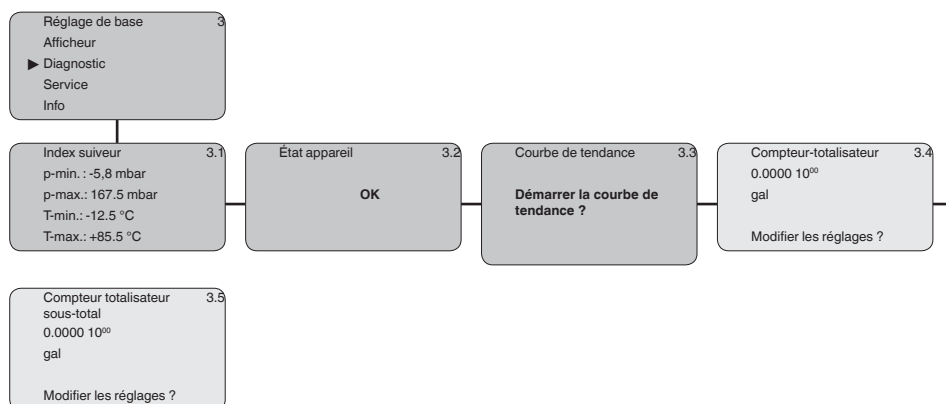 Réglage de base 3
Afficheur
▶ Diagnostic
Service
Info
Index suiveur 3.1
p-min. : -5,8 mbar
p-max.: 167.5 mbar
T-min.: -12.5 °C
T-max.: +85.5 °C
État appareil 3.2
OK
Courbe de tendance 3.3
Démarrer la courbe de
tendance ?
Compteur-totalisateur 3.4
0.0000 10⁰⁰
gal
Modifier les réglages ?
Compteur totalisateur 3.5
sous-total
0.0000 10⁰⁰
gal
Modifier les réglages ?